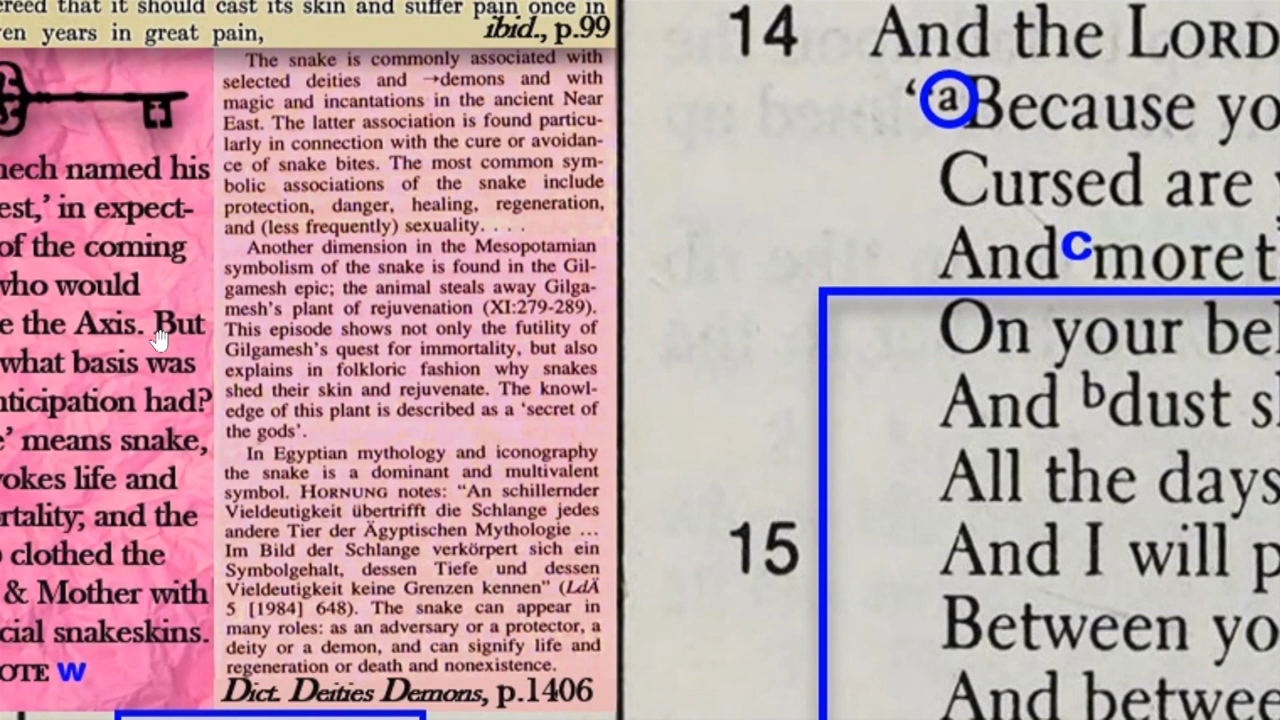 creed that it should cast its skin and suffer pain once in
en years in great pain,
ibid., p.99
The snake is commonly associated with
selected deities and →demons and with
magic and incantations in the ancient Near
East. The latter association is found particu-
larly in connection with the cure or avoidan-
ce of snake bites. The most common sym-
bolic associations of the snake include
protection, danger, healing, regeneration,
and (less frequently) sexuality. . . .
Another dimension in the Mesopotamian
symbolism of the snake is found in the Gil-
gamesh epic; the animal steals away Gilga-
mesh's plant of rejuvenation (XI:279-289).
This episode shows not only the futility of
Gilgamesh's quest for immortality, but also
explains in folkloric fashion why snakes
shed their skin and rejuvenate. The knowl-
edge of this plant is described as a 'secret of
the gods'.
In Egyptian mythology and iconography
the snake is a dominant and multivalent
symbol. HORNUNG notes: "An schillernder
Vieldeutigkeit übertrifft die Schlange jedes
andere Tier der Ägyptischen Mythologie ...
Im Bild der Schlange verkörpert sich ein
Symbolgehalt, dessen Tiefe und dessen
Vieldeutigkeit keine Grenzen kennen" (LdÄ
5 [1984] 648). The snake can appear in
many roles: as an adversary or a protector, a
deity or a demon, and can signify life and
regeneration or death and nonexistence.
Dict. Deities Demons, p.1406
mech named his
est,' in expect-
of the coming
who would
e the Axis. But
what basis was
nticipation had?
e' means snake,
vokes life and
rtality; and the
o clothed the
& Mother with
cial snakeskins.
OTE w
14 And the LORD
'a Because yo
Cursed are y
And c more t
On your bel
And b dust s
All the days
15 And I will p
Between yo
And betwee